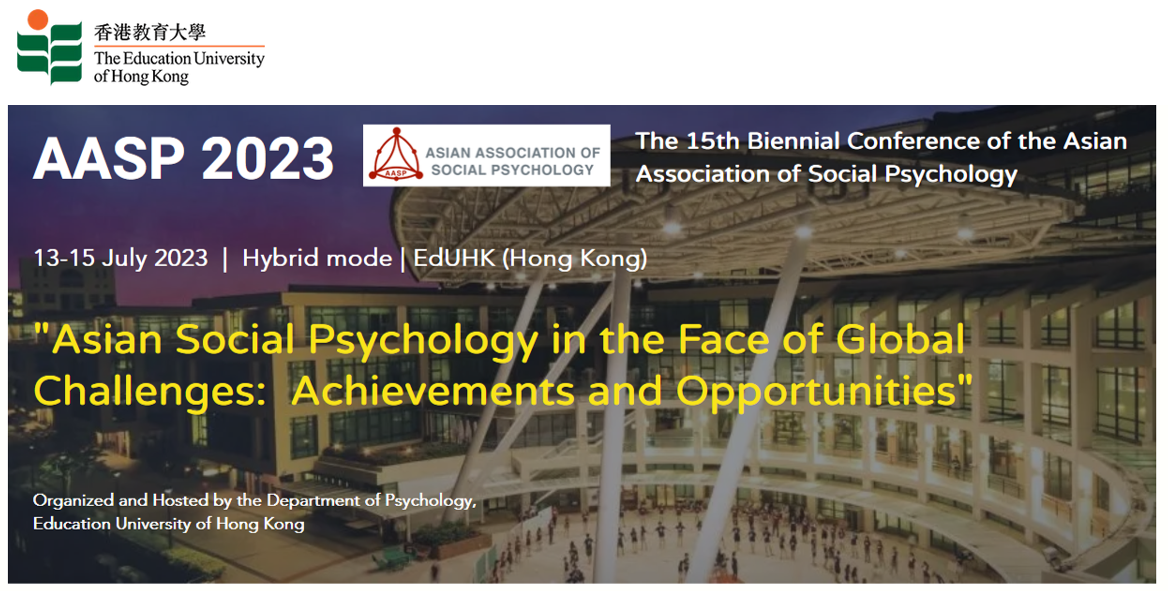 香港教育大學
The Education University
of Hong Kong
AASP 2023
AASP
ASIAN ASSOCIATION OF
SOCIAL PSYCHOLOGY
The 15th Biennial Conference of the Asian
Association of Social Psychology
13-15 July 2023 | Hybrid mode | EdUHK (Hong Kong)
"Asian Social Psychology in the Face of Global
Challenges:  Achievements and Opportunities"
Organized and Hosted by the Department of Psychology,
Education University of Hong Kong